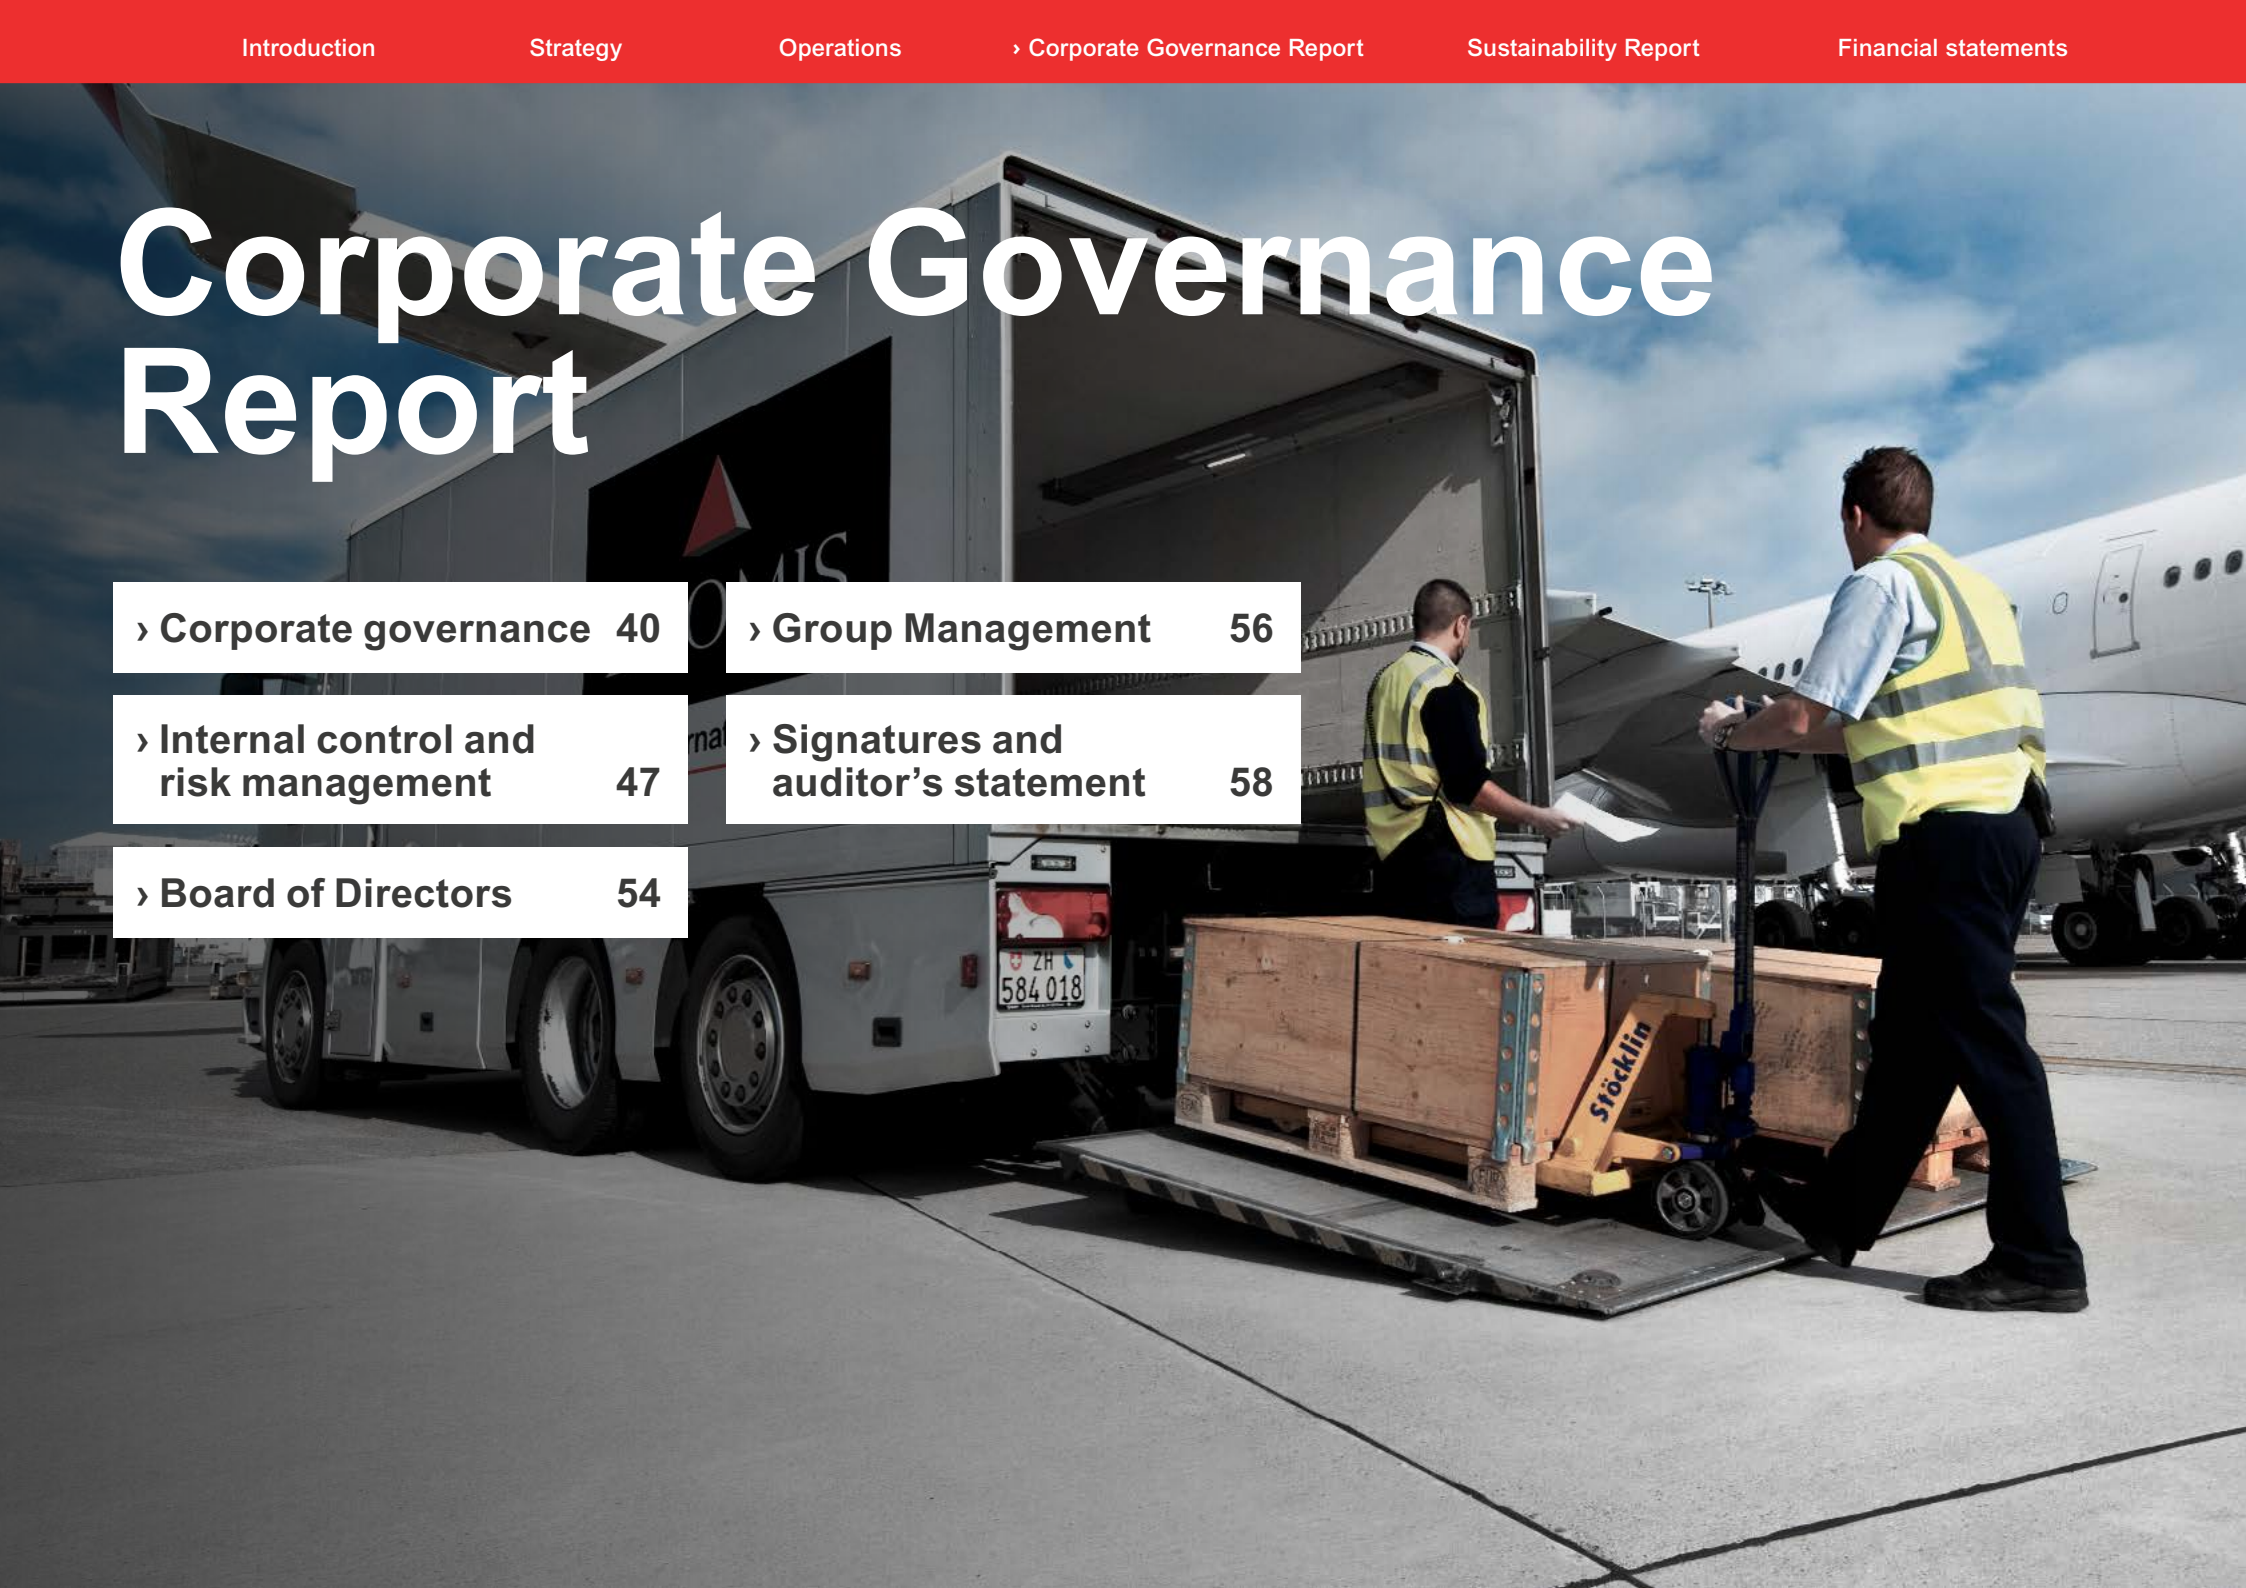 Introduction
Strategy
Operations
› Corporate Governance Report
Sustainability Report
Financial statements
Corporate Governance
Report
› Corporate governance 40
› Internal control and
risk management 47
› Board of Directors 54
› Group Management 56
› Signatures and
auditor’s statement 58
ZH
584 018
Stöcklin